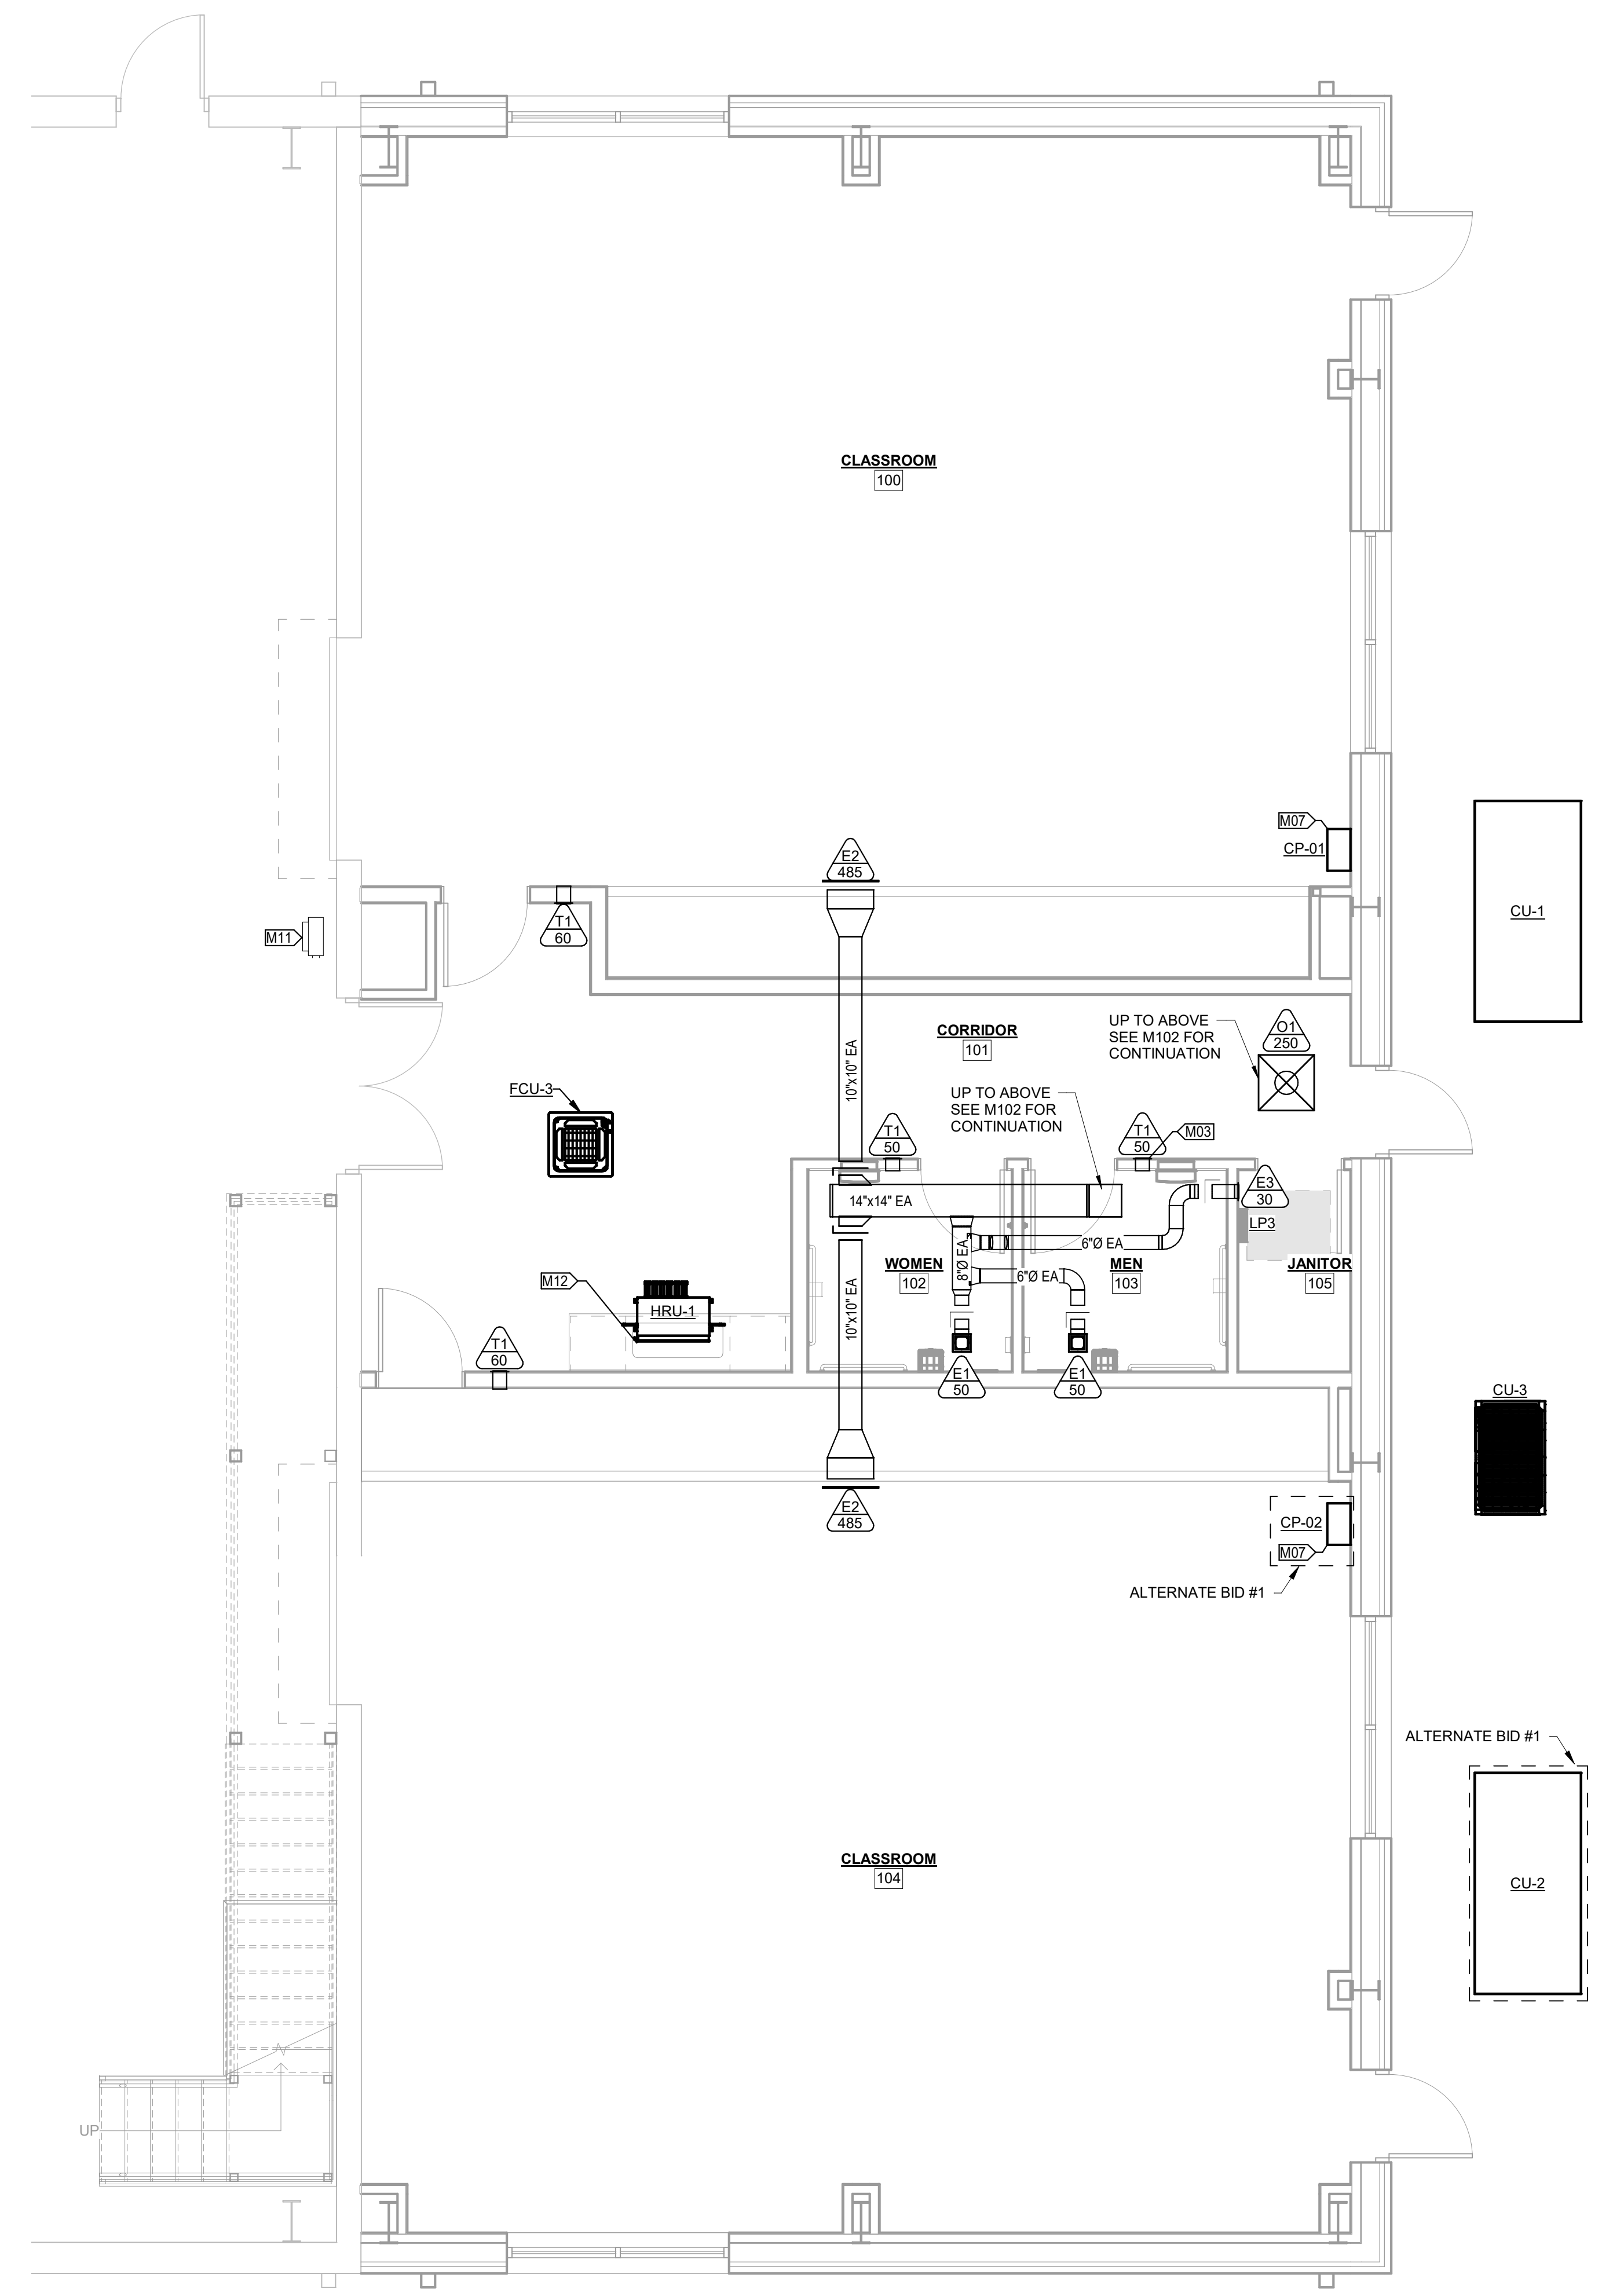 CLASSROOM
100
M07
CP-01
E2
485
CU-1
T1
60
M11
CORRIDOR
101
UP TO ABOVE
SEE M102 FOR
CONTINUATION
O1
250
10"x10" EA
FCU-3
UP TO ABOVE
SEE M102 FOR
CONTINUATION
T1
50
T1
50
M03
E3
30
14"x14" EA
LP3
6"Ø EA
8"Ø EA
6"Ø EA
WOMEN
102
MEN
103
JANITOR
105
M12
HRU-1
10"x10" EA
T1
60
E1
50
E1
50
CU-3
E2
485
CP-02
M07
ALTERNATE BID #1
ALTERNATE BID #1
CLASSROOM
104
CU-2
UP